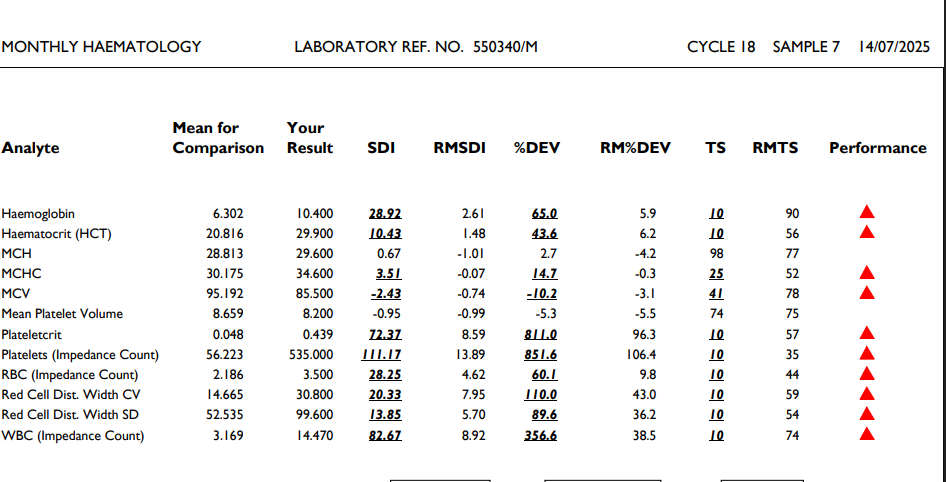 MONTHLY HAEMATOLOGY LABORATORY REF. NO. 550340/M CYCLE 18 SAMPLE 7 14/07/2025
Analyte Mean for Comparison Your Result SDI RMSDI %DEV RM%DEV TS RMTS Performance
Haemoglobin 6.302 10.400 28.92 2.61 65.0 5.9 10 90
Haematocrit (HCT) 20.816 29.900 10.43 1.48 43.6 6.2 10 56
MCH 28.813 29.600 0.67 -1.01 2.7 -4.2 98 77
MCHC 30.175 34.600 3.51 -0.07 14.7 -0.3 25 52
MCV 95.192 85.500 -2.43 -0.74 -10.2 -3.1 41 78
Mean Platelet Volume 8.659 8.200 -0.95 -0.99 -5.3 -5.5 74 75
Plateletcrit 0.048 0.439 72.37 8.59 811.0 96.3 10 57
Platelets (Impedance Count) 56.223 535.000 111.17 13.89 851.6 106.4 10 35
RBC (Impedance Count) 2.186 3.500 28.25 4.62 60.1 9.8 10 44
Red Cell Dist. Width CV 14.665 30.800 20.33 7.95 110.0 43.0 10 59
Red Cell Dist. Width SD 52.535 99.600 13.85 5.70 89.6 36.2 10 54
WBC (Impedance Count) 3.169 14.470 82.67 8.92 356.6 38.5 10 74